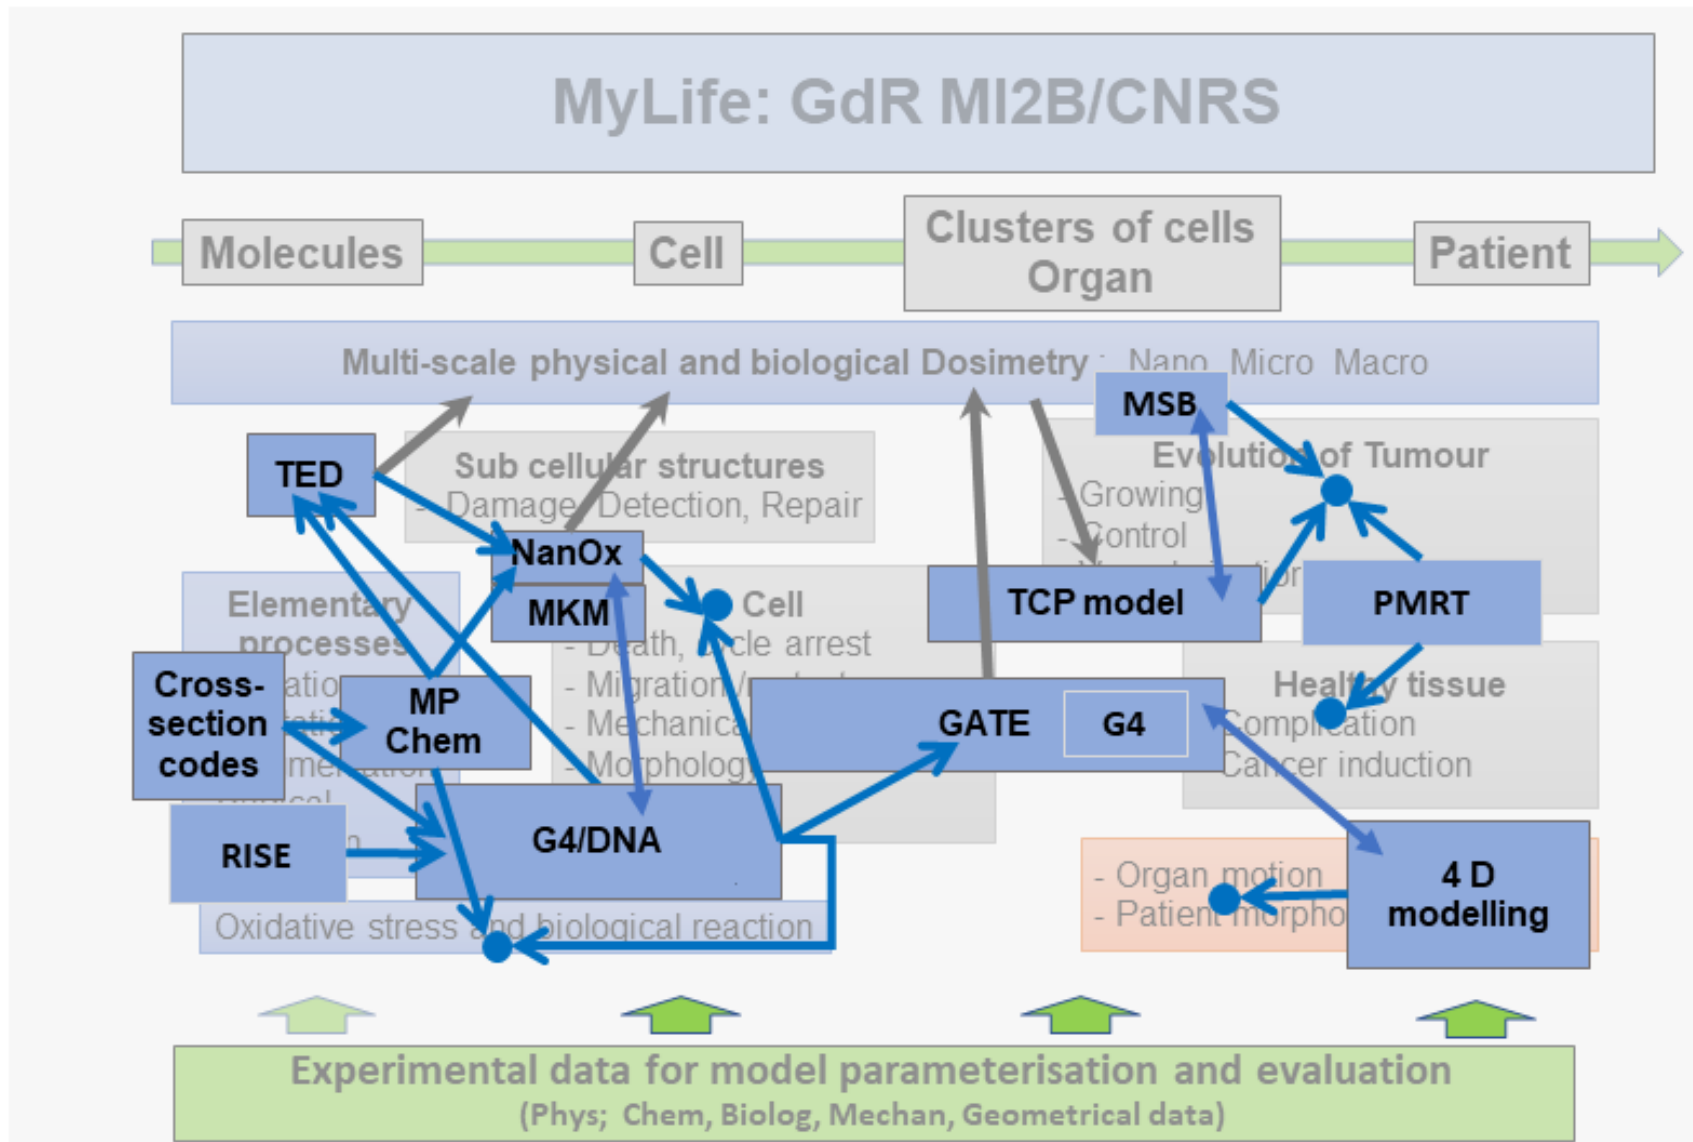 MyLife: GdR MI2B/CNRS
Molecules
Cell
Clusters of cells
Organ
Patient
Multi-scale physical and biological Dosimetry : Nano Micro Macro
MSB
TED
Sub cellular structures
- Damage, Detection, Repair
Evolution of Tumour
- Growing
- Control
NanOx
MKM
Elementary
processes
Cell
- Death, cycle arrest
- Migration
- Mechanica
- Morphology
TCP model
PMRT
Cross-
section
codes
MP
Chem
GATE
G4
Healthy tissue
Complication
Cancer induction
RISE
G4/DNA
4 D
modelling
- Organ motion
- Patient morpho
Oxidative stress and biological reaction
Experimental data for model parameterisation and evaluation
(Phys; Chem, Biolog, Mechan, Geometrical data)